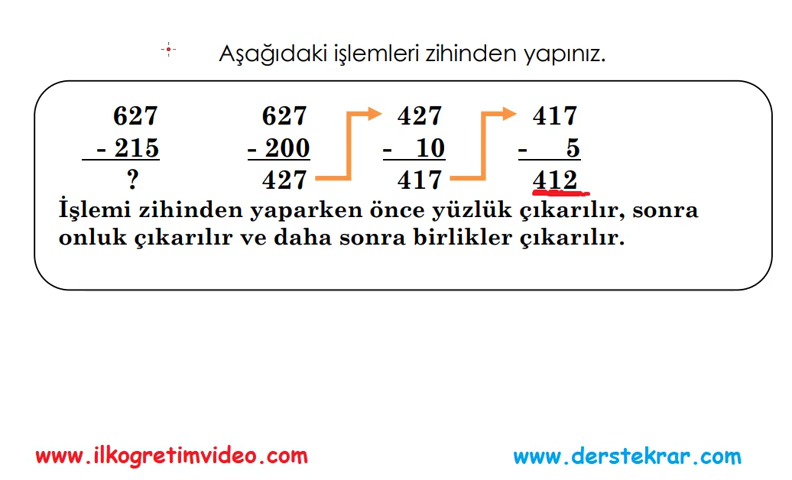 Aşağıdaki işlemleri zihinden yapınız.
627 627 427 417
- 215 - 200 - 10 - 5
? 427 417 412
İşlemi zihinden yaparken önce yüzlük çıkarılır, sonra
onluk çıkarılır ve daha sonra birlikler çıkarılır.
www.ilkogretimvideo.com www.derstekrar.com